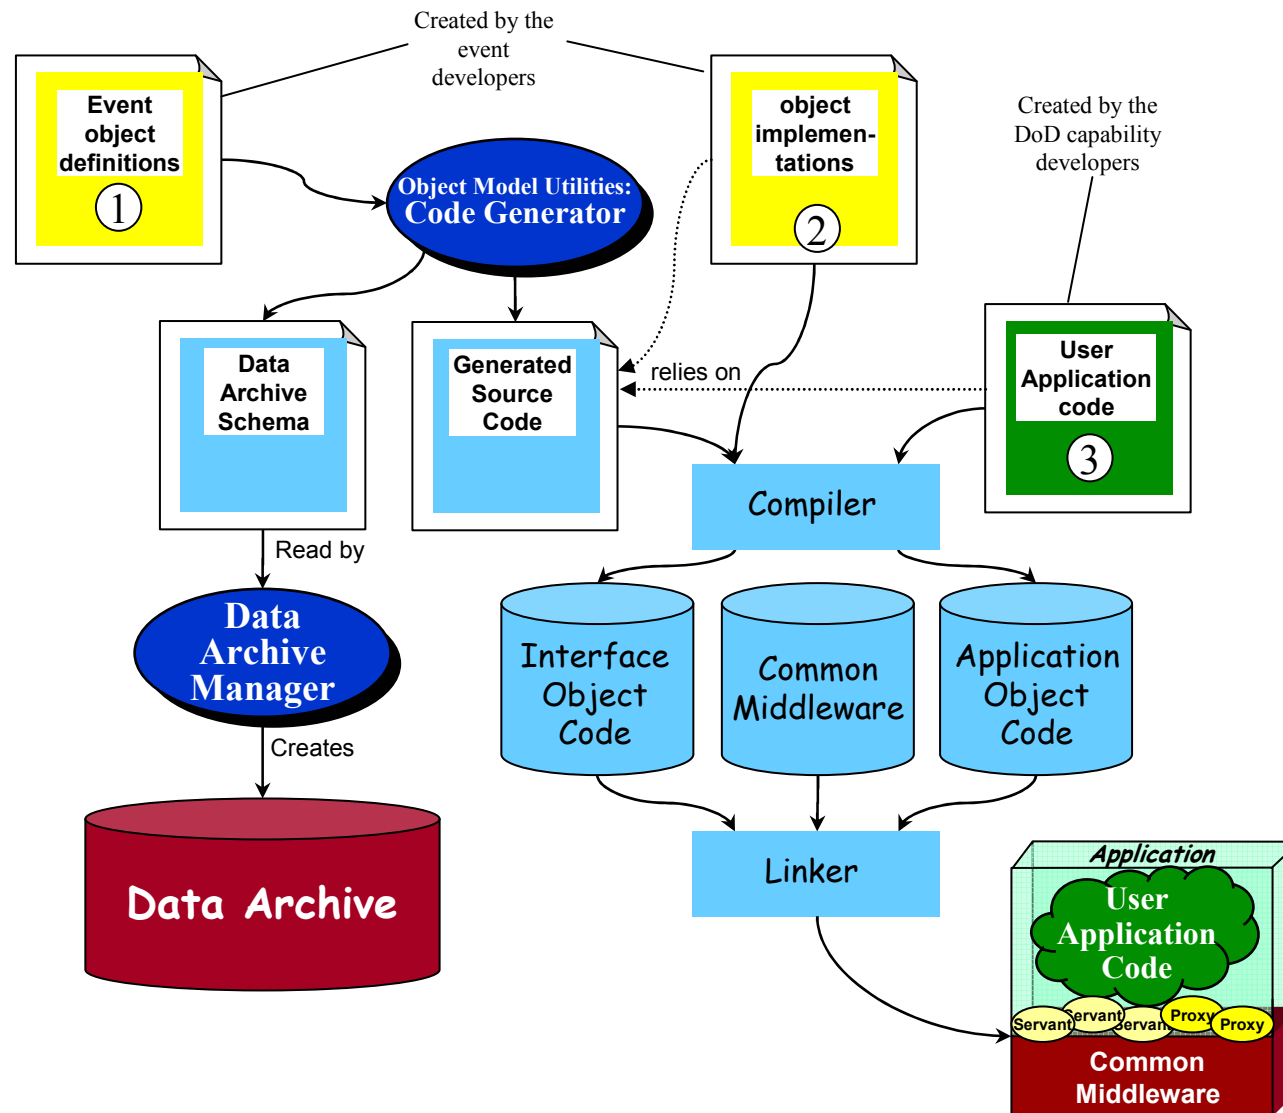 Created by the
event
developers
Event
object
definitions
1
object
implemen-
tations
2
Created by the
DoD capability
developers
Object Model Utilities:
Code Generator
Data
Archive
Schema
Generated
Source
Code
relies on
User
Application
code
3
Compiler
Read by
Data
Archive
Manager
Interface
Object
Code
Common
Middleware
Application
Object
Code
Creates
Data Archive
Linker
Application
User
Application
Code
Servant
Servant
Servant
Proxy
Proxy
Common
Middleware